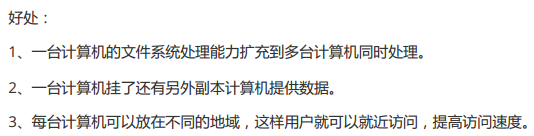 好处：
1、一台计算机的文件系统处理能力扩充到多台计算机同时处理。
2、一台计算机挂了还有另外副本计算机提供数据。
3、每台计算机可以放在不同的地域，这样用户就可以就近访问，提高访问速度。